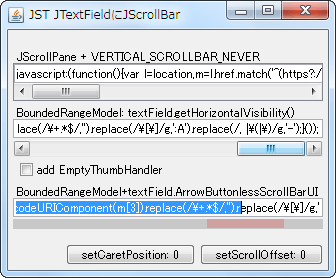 JST JTextFieldにJScrollBar
JScrollPane + VERTICAL_SCROLLBAR_NEVER
javascript:(function(){var l=location,m=l.href.match('^(https?:/
BoundedRangeModel: textField.getHorizontalVisibility()
lace(/¥+.*$/,'').replace(/[¥]/g,':A').replace(/, |¥(|¥)/g,'-');}());
add EmptyThumbHandler
BoundedRangeModel+textField.ArrowButtonlessScrollBarUI
codeURIComponent(m[3]).replace(/¥+.*$/,'').replace(/[¥]/g,'
setCaretPosition: 0
setScrollOffset: 0